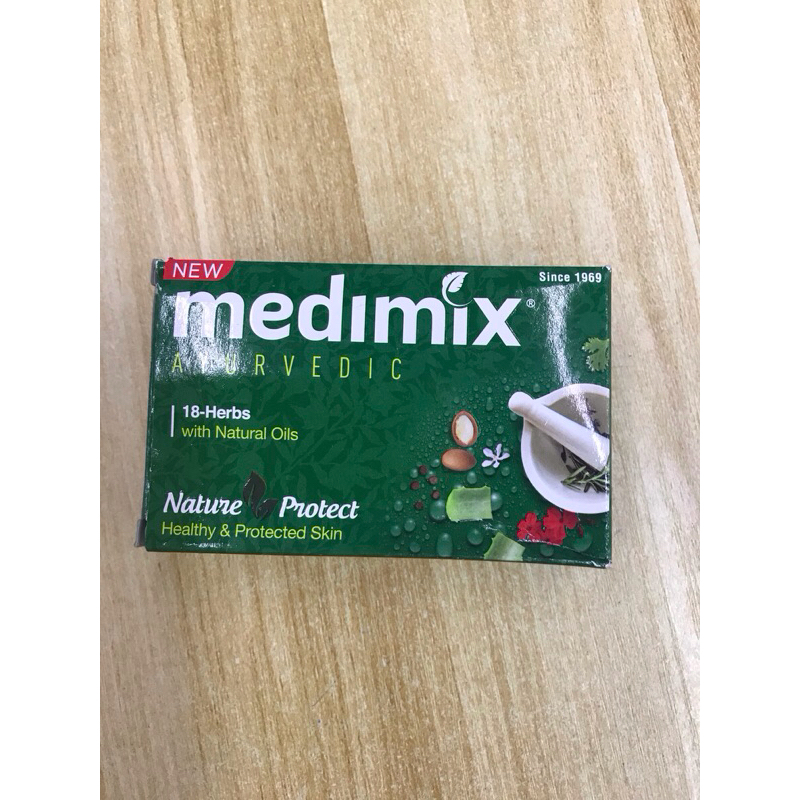 NEW
Since 1969
medimix®
AYURVEDIC
18-Herbs
with Natural Oils
Nature Protect
Healthy & Protected Skin